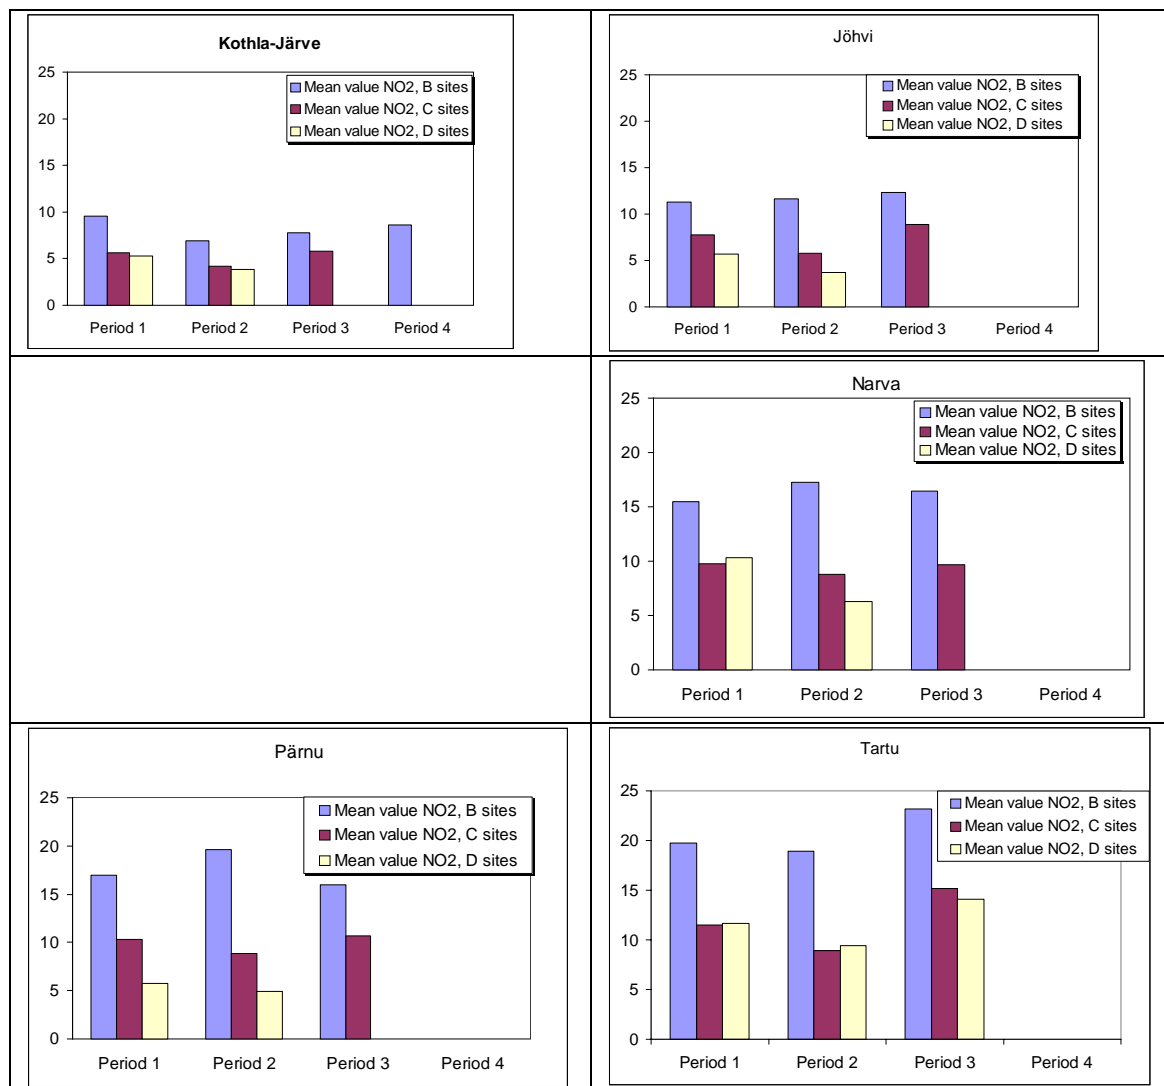 Kothla-Järve
25
20
15
10
5
0
Mean value NO2, B sites
Mean value NO2, C sites
Mean value NO2, D sites
Period 1 Period 2 Period 3 Period 4
Jöhvi
25
20
15
10
5
0
Mean value NO2, B sites
Mean value NO2, C sites
Mean value NO2, D sites
Period 1 Period 2 Period 3 Period 4
Narva
25
20
15
10
5
0
Mean value NO2, B sites
Mean value NO2, C sites
Mean value NO2, D sites
Period 1 Period 2 Period 3 Period 4
Pärnu
25
20
15
10
5
0
Mean value NO2, B sites
Mean value NO2, C sites
Mean value NO2, D sites
Period 1 Period 2 Period 3 Period 4
Tartu
25
20
15
10
5
0
Mean value NO2, B sites
Mean value NO2, C sites
Mean value NO2, D sites
Period 1 Period 2 Period 3 Period 4